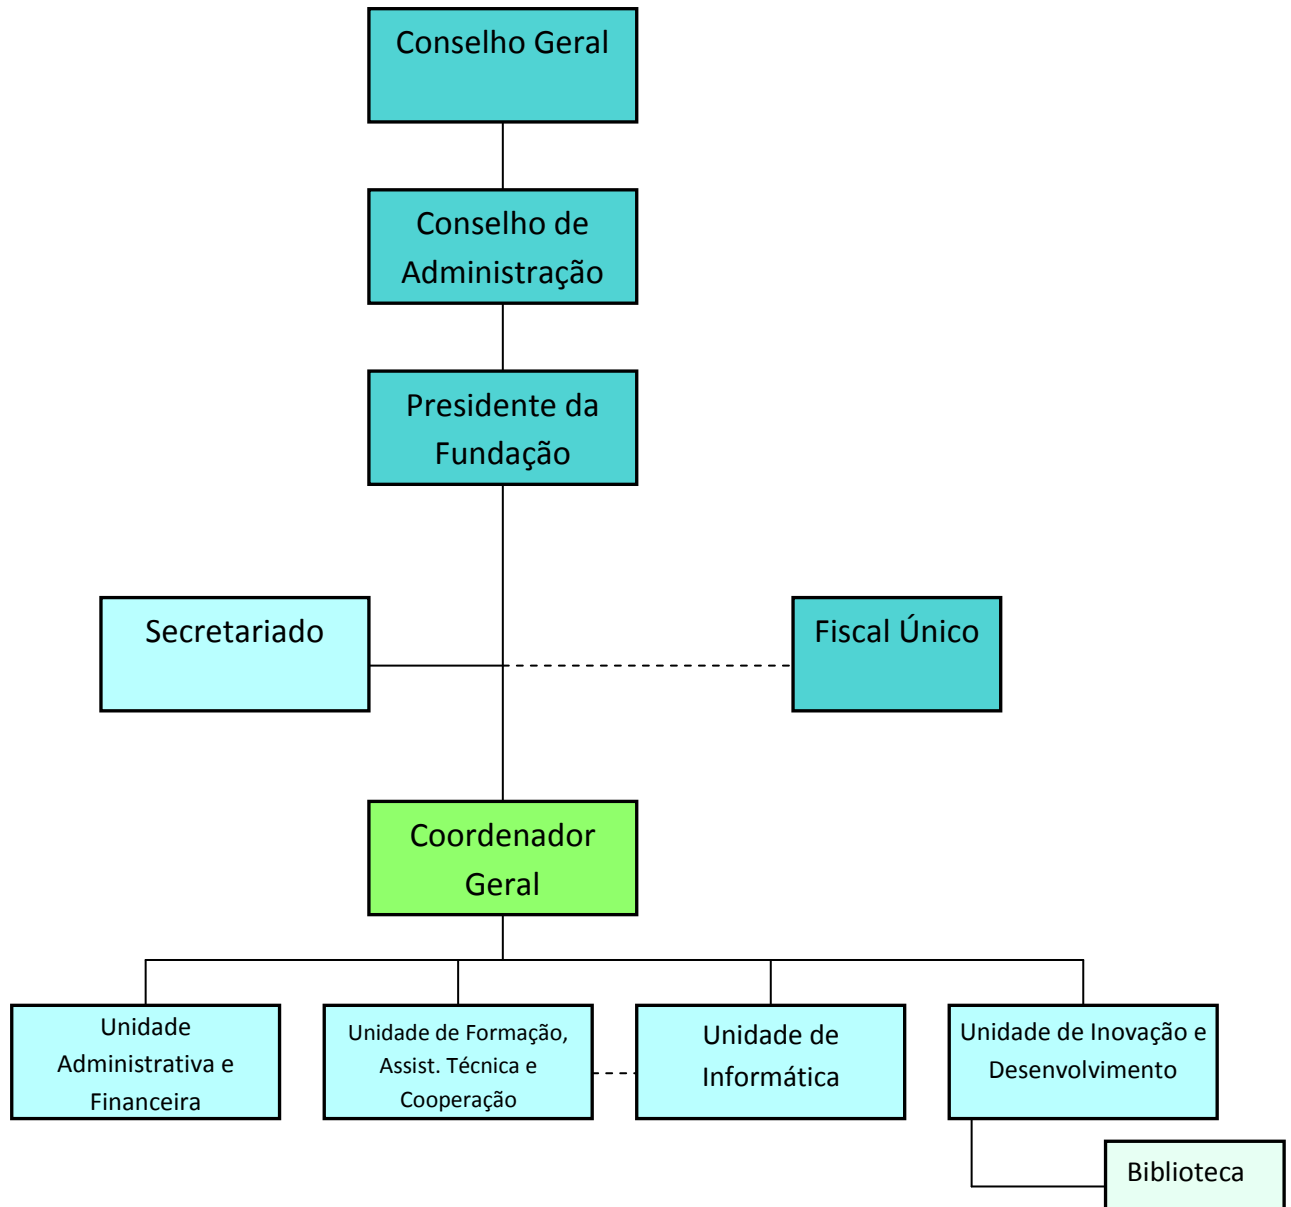 Conselho Geral
Conselho de
Administração
Presidente da
Fundação
Secretariado
Fiscal Único
Coordenador
Geral
Unidade
Administrativa e
Financeira
Unidade de Formação,
Assist. Técnica e
Cooperação
Unidade de
Informática
Unidade de Inovação e
Desenvolvimento
Biblioteca